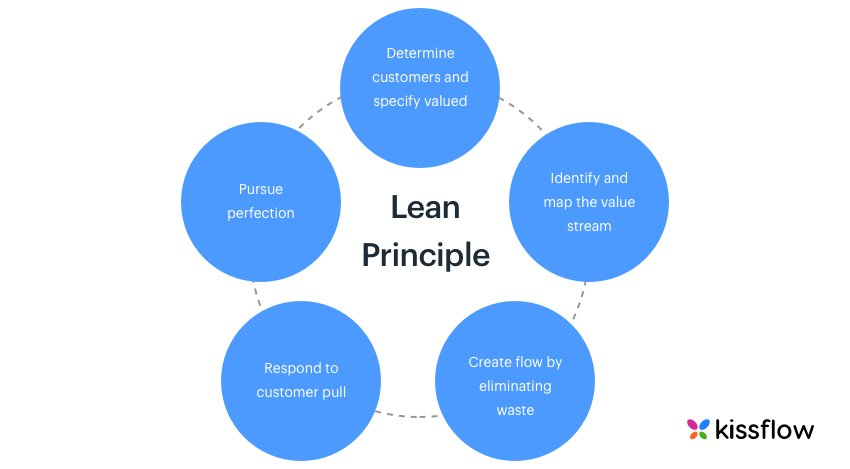 Determine
customers and
specify valued
Identify and
map the value
stream
Create flow by
eliminating
waste
Respond to
customer pull
Pursue
perfection
Lean
Principle
kissflow